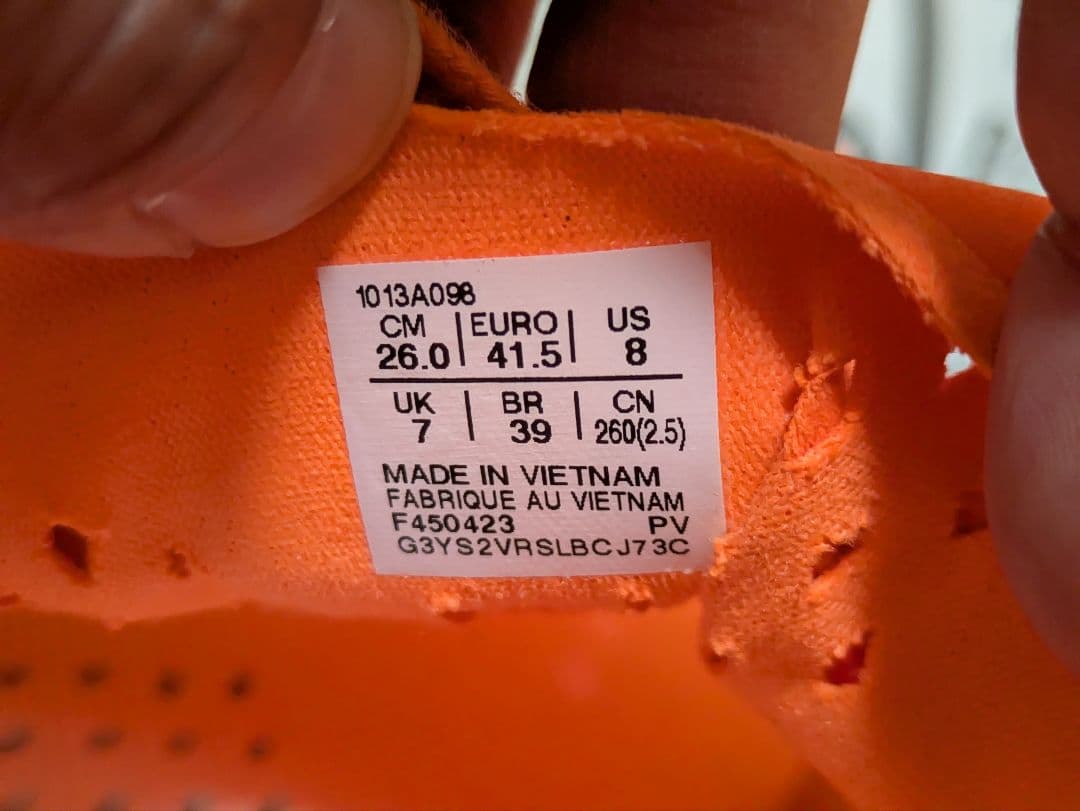 1013A098
CM | EURO | US
26.0 | 41.5 | 8
UK | BR | CN
7 | 39 | 260(2.5)
MADE IN VIETNAM
FABRIQUE AU VIETNAM
F450423 PV
G3YS2VRSLBCJ73C